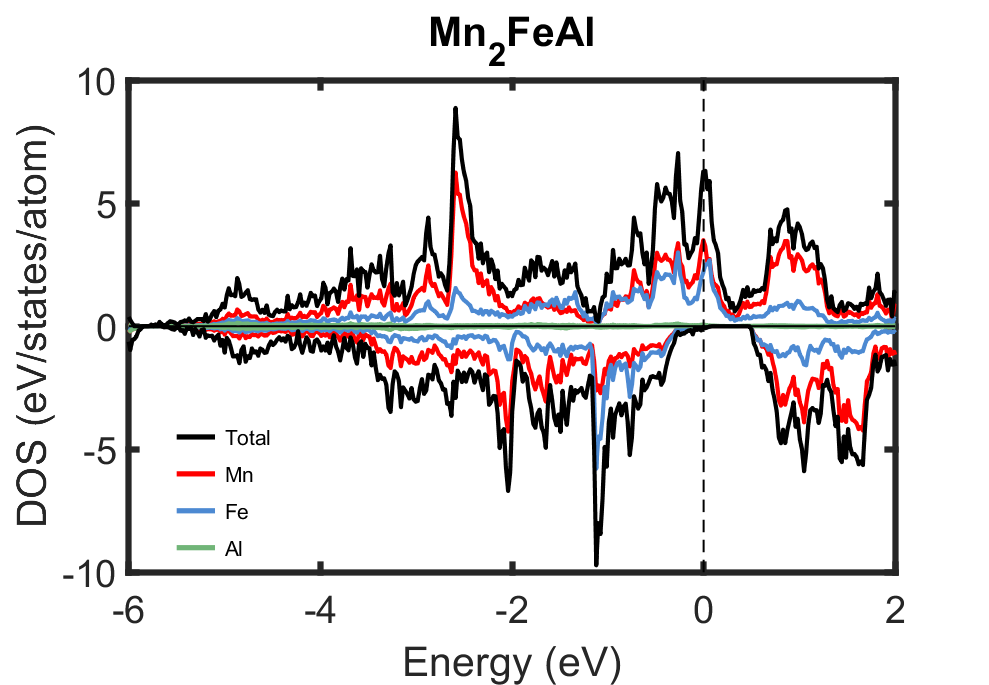 Mn₂FeAl
DOS (eV/states/atom)
10
5
0
-5
-10
Total
Mn
Fe
Al
-6 -4 -2 0 2
Energy (eV)